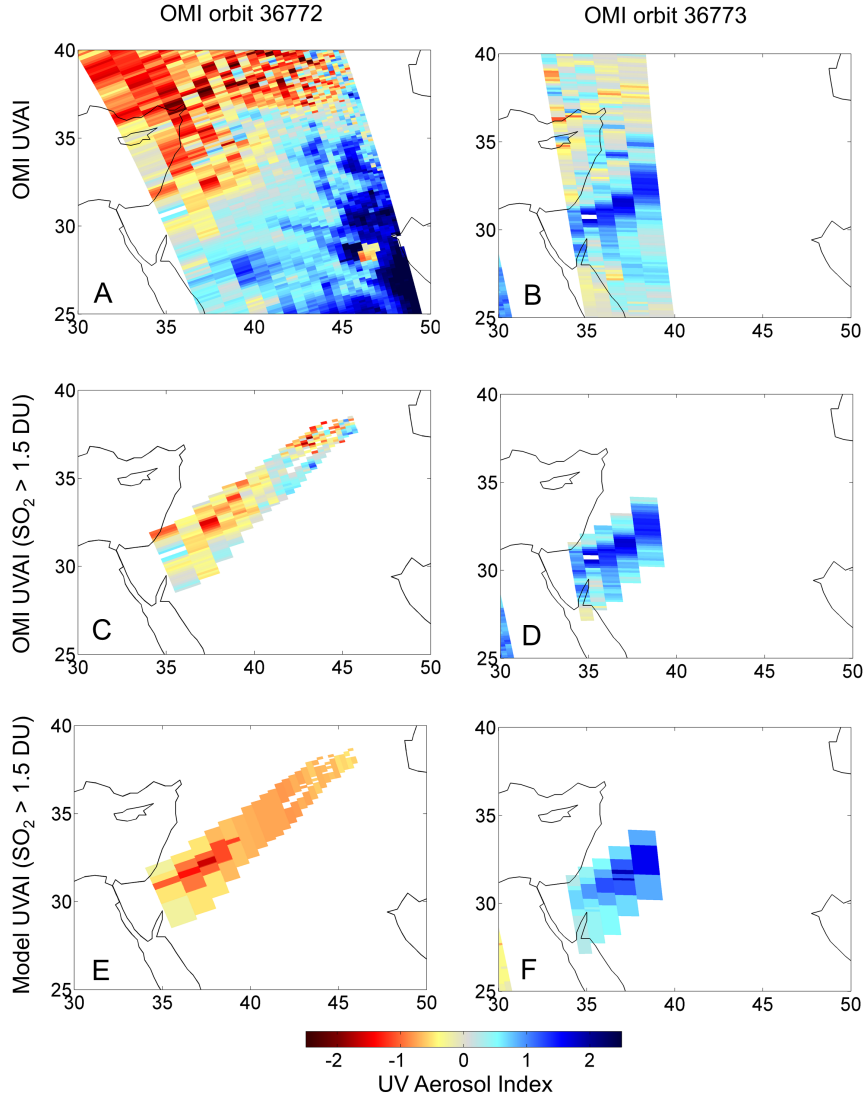 OMI orbit 36772
OMI orbit 36773
OMI UVAI
40
35
30
25
A
30 35 40 45 50
40
35
30
25
B
30 35 40 45 50
OMI UVAI (SO₂ > 1.5 DU)
40
35
30
25
C
30 35 40 45 50
40
35
30
25
D
30 35 40 45 50
Model UVAI (SO₂ > 1.5 DU)
40
35
30
25
E
30 35 40 45 50
40
35
30
25
F
30 35 40 45 50
-2 -1 0 1 2
UV Aerosol Index